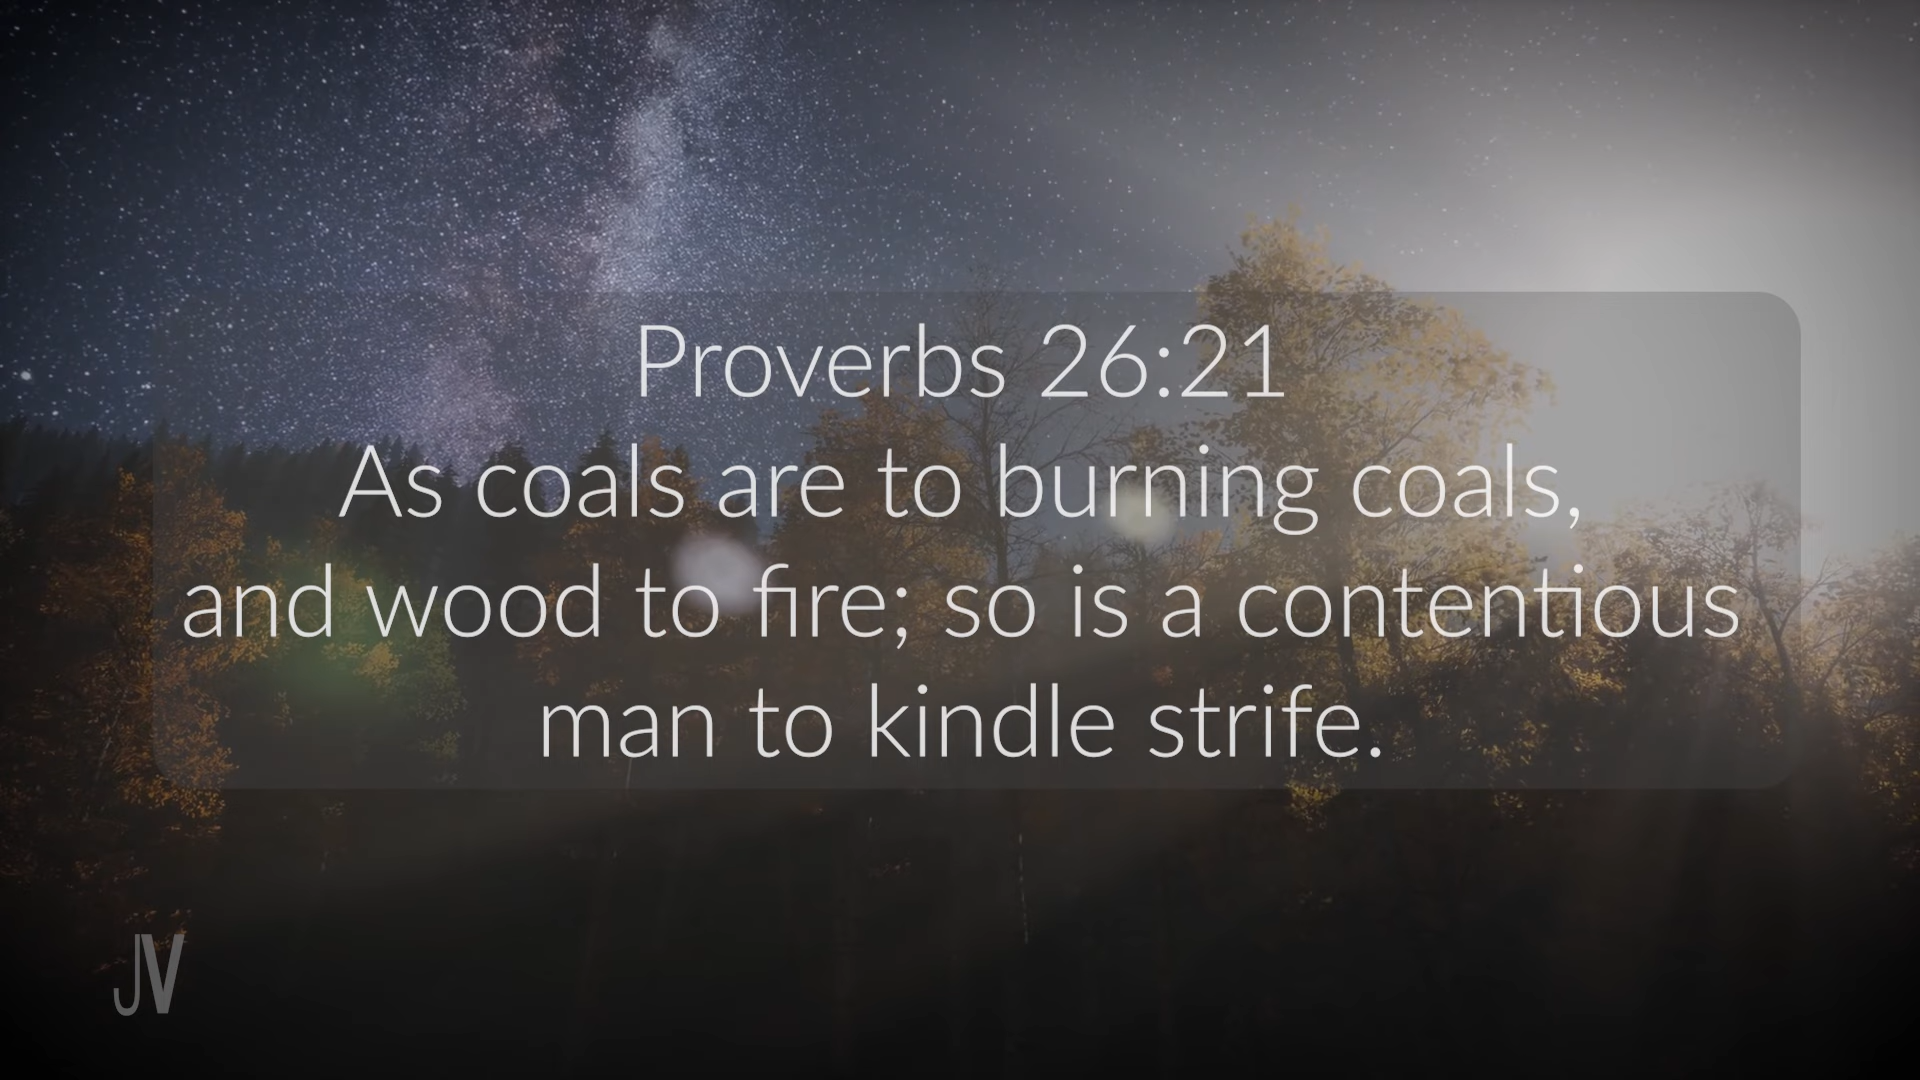 Proverbs 26:21
As coals are to burning coals,
and wood to fire; so is a contentious
man to kindle strife.
JV